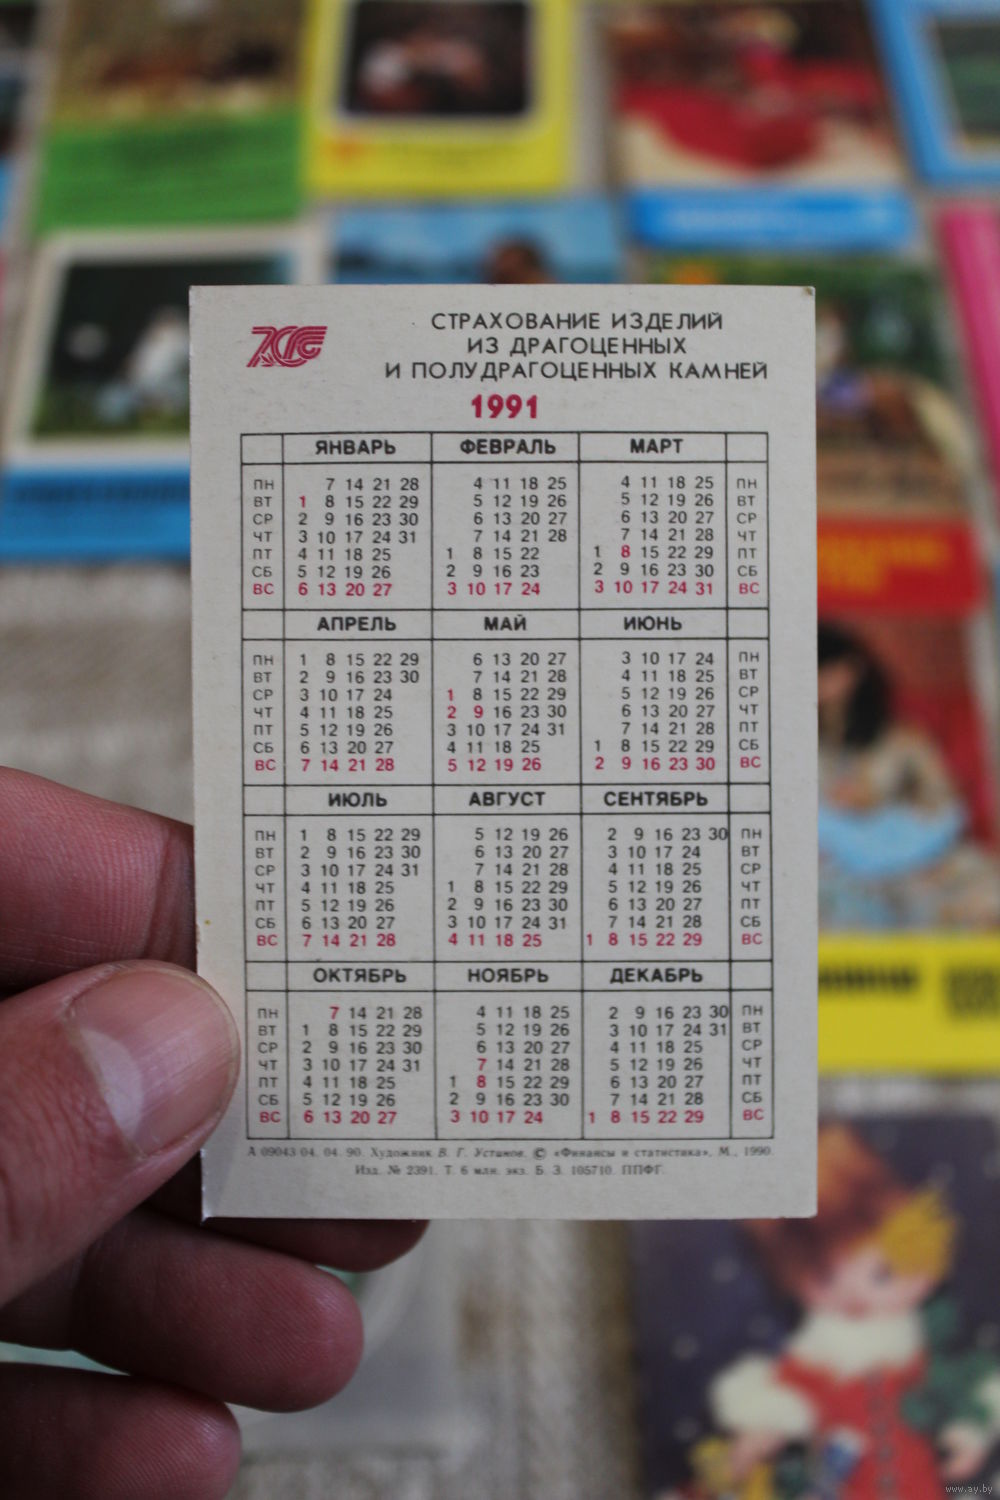 СТРАХОВАНИЕ ИЗДЕЛИЙ
ИЗ ДРАГОЦЕННЫХ
И ПОЛУДРАГОЦЕННЫХ КАМНЕЙ
1991
ЯНВАРЬ ФЕВРАЛЬ МАРТ
ПН 7 14 21 28 4 11 18 25 4 11 18 25 ПН
ВТ 1 8 15 22 29 5 12 19 26 5 12 19 26 ВТ
СР 2 9 16 23 30 6 13 20 27 6 13 20 27 СР
ЧТ 3 10 17 24 31 7 14 21 28 7 14 21 28 ЧТ
ПТ 4 11 18 25 1 8 15 22 1 8 15 22 29 ПТ
СБ 5 12 19 26 2 9 16 23 2 9 16 23 30 СБ
ВС 6 13 20 27 3 10 17 24 3 10 17 24 31 ВС
АПРЕЛЬ МАЙ ИЮНЬ
ПН 1 8 15 22 29 6 13 20 27 3 10 17 24 ПН
ВТ 2 9 16 23 30 7 14 21 28 4 11 18 25 ВТ
СР 3 10 17 24 1 8 15 22 29 5 12 19 26 СР
ЧТ 4 11 18 25 2 9 16 23 30 6 13 20 27 ЧТ
ПТ 5 12 19 26 3 10 17 24 31 7 14 21 28 ПТ
СБ 6 13 20 27 4 11 18 25 1 8 15 22 29 СБ
ВС 7 14 21 28 5 12 19 26 2 9 16 23 30 ВС
ИЮЛЬ АВГУСТ СЕНТЯБРЬ
ПН 1 8 15 22 29 5 12 19 26 2 9 16 23 30 ПН
ВТ 2 9 16 23 30 6 13 20 27 3 10 17 24 ВТ
СР 3 10 17 24 31 7 14 21 28 4 11 18 25 СР
ЧТ 4 11 18 25 1 8 15 22 29 5 12 19 26 ЧТ
ПТ 5 12 19 26 2 9 16 23 30 6 13 20 27 ПТ
СБ 6 13 20 27 3 10 17 24 31 7 14 21 28 СБ
ВС 7 14 21 28 4 11 18 25 1 8 15 22 29 ВС
ОКТЯБРЬ НОЯБРЬ ДЕКАБРЬ
ПН 7 14 21 28 4 11 18 25 2 9 16 23 30 ПН
ВТ 1 8 15 22 29 5 12 19 26 3 10 17 24 31 ВТ
СР 2 9 16 23 30 6 13 20 27 4 11 18 25 СР
ЧТ 3 10 17 24 31 7 14 21 28 5 12 19 26 ЧТ
ПТ 4 11 18 25 1 8 15 22 29 6 13 20 27 ПТ
СБ 5 12 19 26 2 9 16 23 30 7 14 21 28 СБ
ВС 6 13 20 27 3 10 17 24 1 8 15 22 29 ВС
А 09043 04. 04. 90. Художник В. Г. Устинов. © «Финансы и статистика», М., 1990.
Изд. № 2391. Т. 6 млн. экз. Б. З. 105710. ППФГ.
www.ay.by